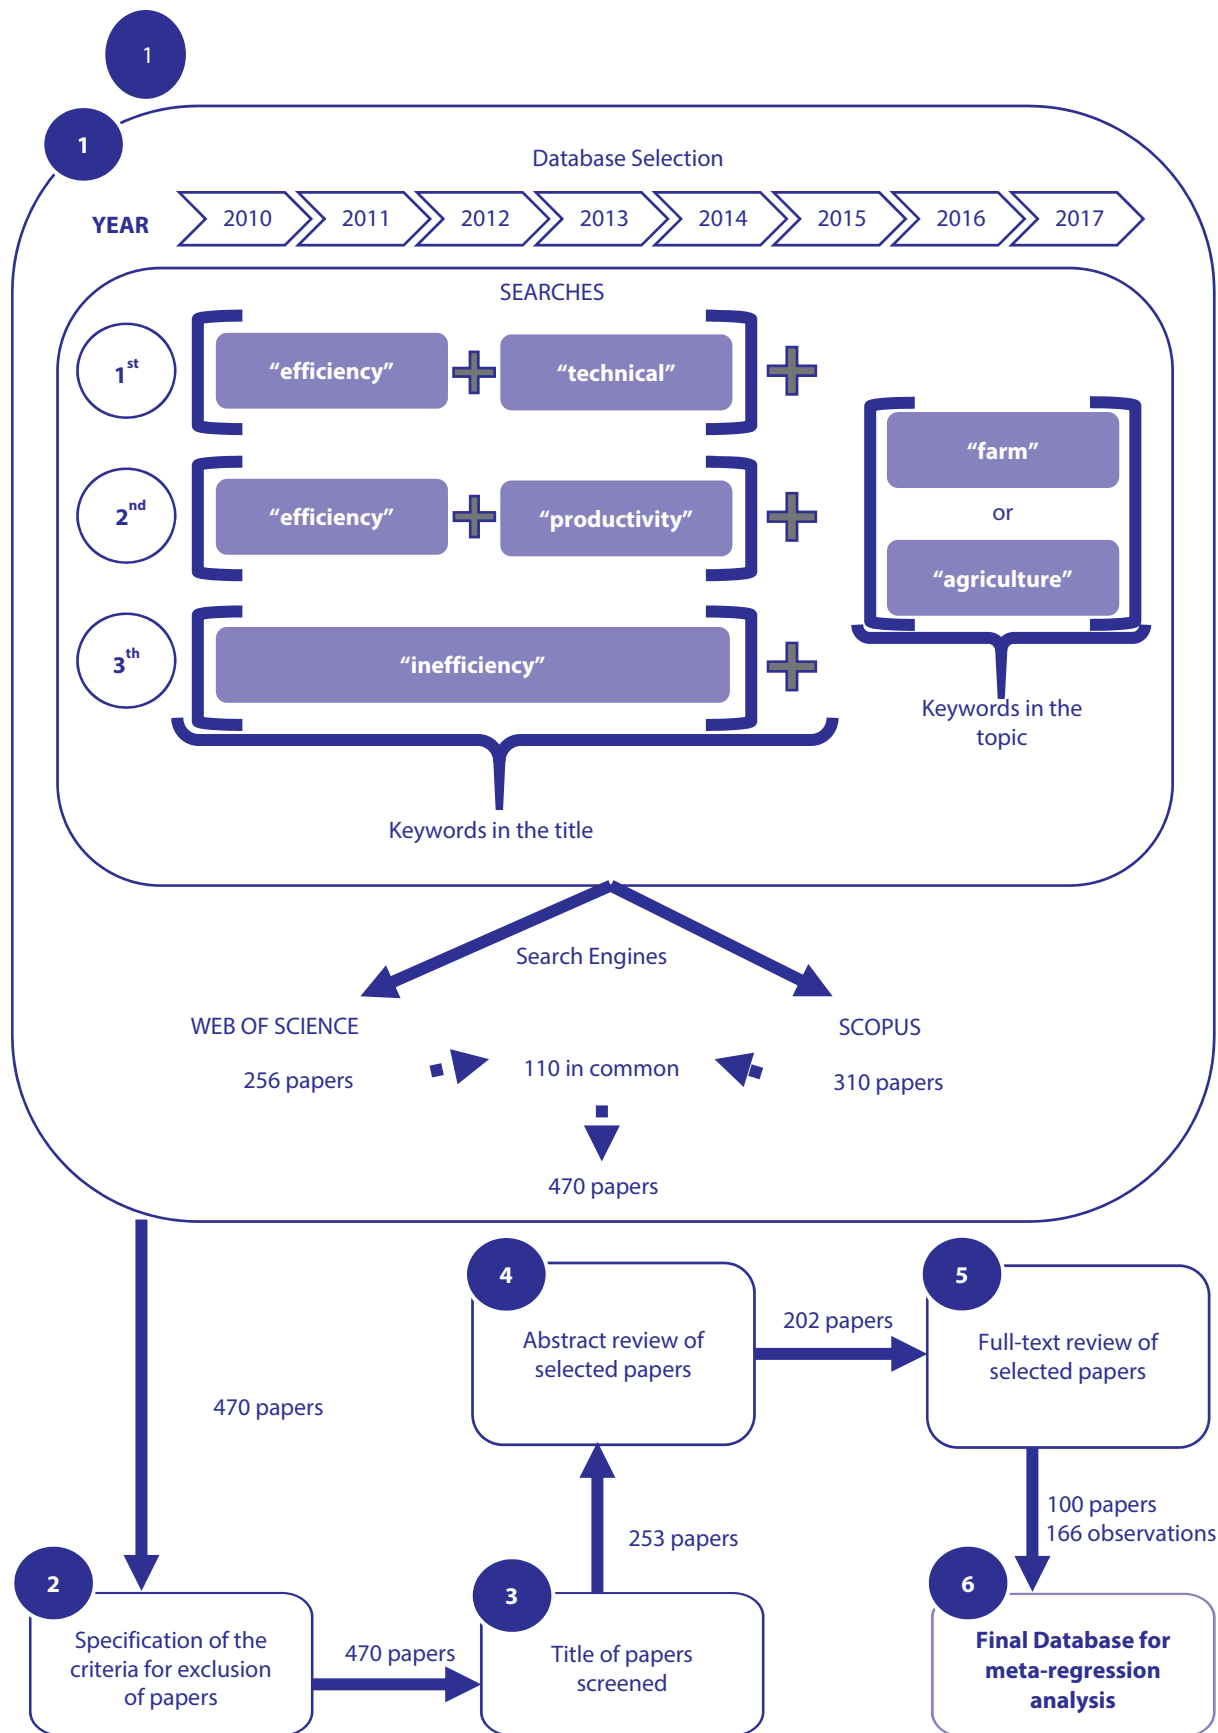 1
1
Database Selection
YEAR 2010 2011 2012 2013 2014 2015 2016 2017
SEARCHES
1st “efficiency” + “technical” +
2nd “efficiency” + “productivity” +
3th “inefficiency” +
“farm”
or
“agriculture”
Keywords in the
topic
Keywords in the title
Search Engines
WEB OF SCIENCE
256 papers
110 in common
SCOPUS
310 papers
470 papers
470 papers
2
Specification of the
criteria for exclusion
of papers
470 papers
3
Title of papers
screened
253 papers
4
Abstract review of
selected papers
202 papers
5
Full-text review of
selected papers
100 papers
166 observations
6
Final Database for
meta-regression
analysis